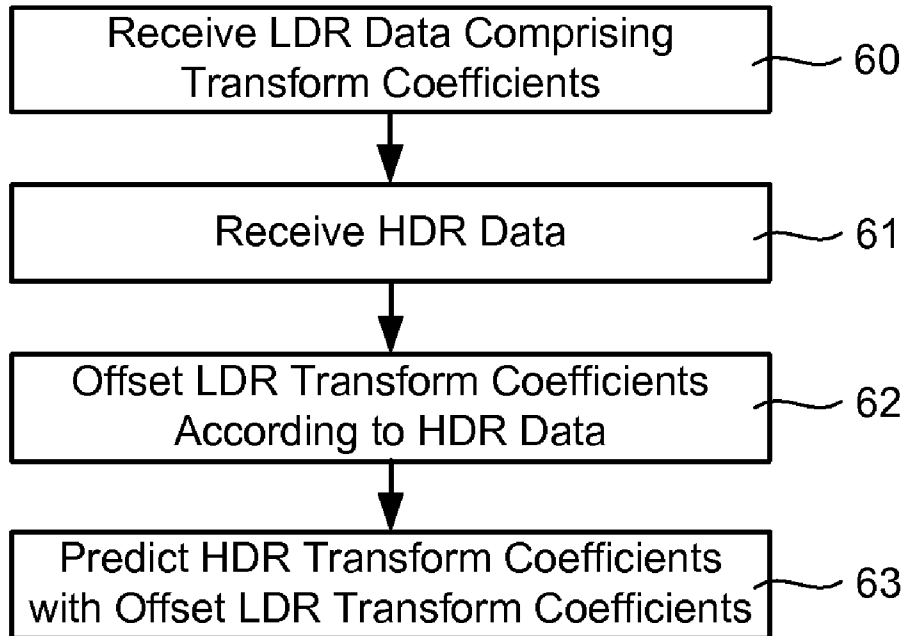 Receive LDR Data Comprising
Transform Coefficients
60
Receive HDR Data
61
Offset LDR Transform Coefficients
According to HDR Data
62
Predict HDR Transform Coefficients
with Offset LDR Transform Coefficients
63